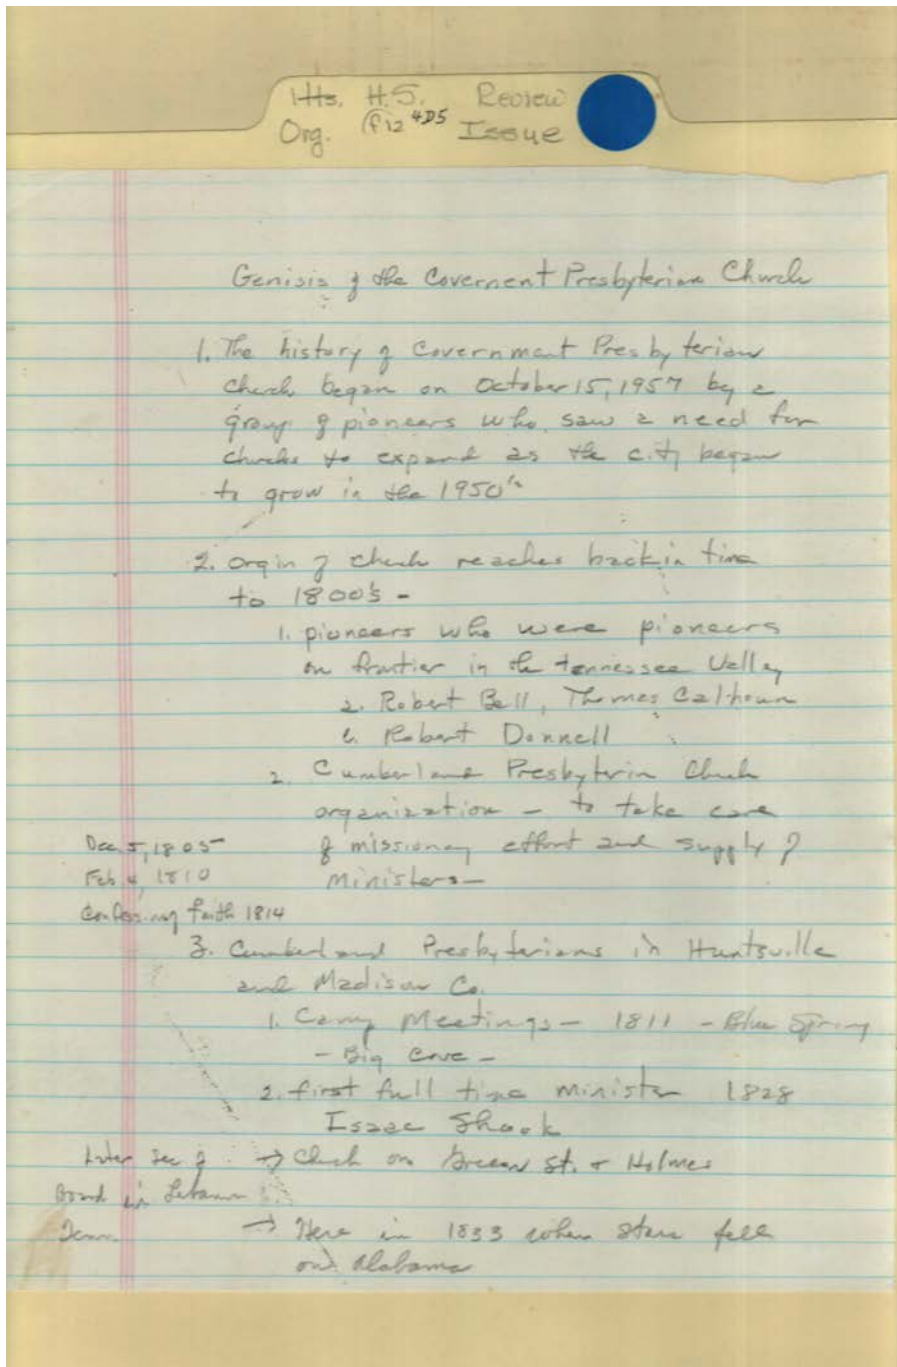 Hts. H.S. Review
Org. f12 4D5 Issue
Genisis of the Covernent Presbyterian Church
1. The history of Covernment Presbyterian
Church began on October 15, 1957 by a
group of pioneers who saw a need for
churchs to expand as the city began
to grow in the 1950's
2. Orgin of church reaches back in time
to 1800's -
1. pioneers who were pioneers
on frontier in the tennessee Valley
a. Robert Bell, Thomas Calhoun
c. Robert Donnell
2. Cumberland Presbyterin Church
organization - to take care
Dec 5, 1805 of missionary effort and supply of
Feb 4, 1810 Ministers -
Confessing faith 1814
3. Cumberland Presbyterians in Huntsville
and Madison Co.
1. Camp Meetings - 1811 - Blue Spring
- Big Cove -
2. first full time minister 1828
Isaac Shook
Later Sec of → Church on Green St. & Holmes
Board in Lebanon
Tenn. → Here in 1833 when stars fell
on Alabama